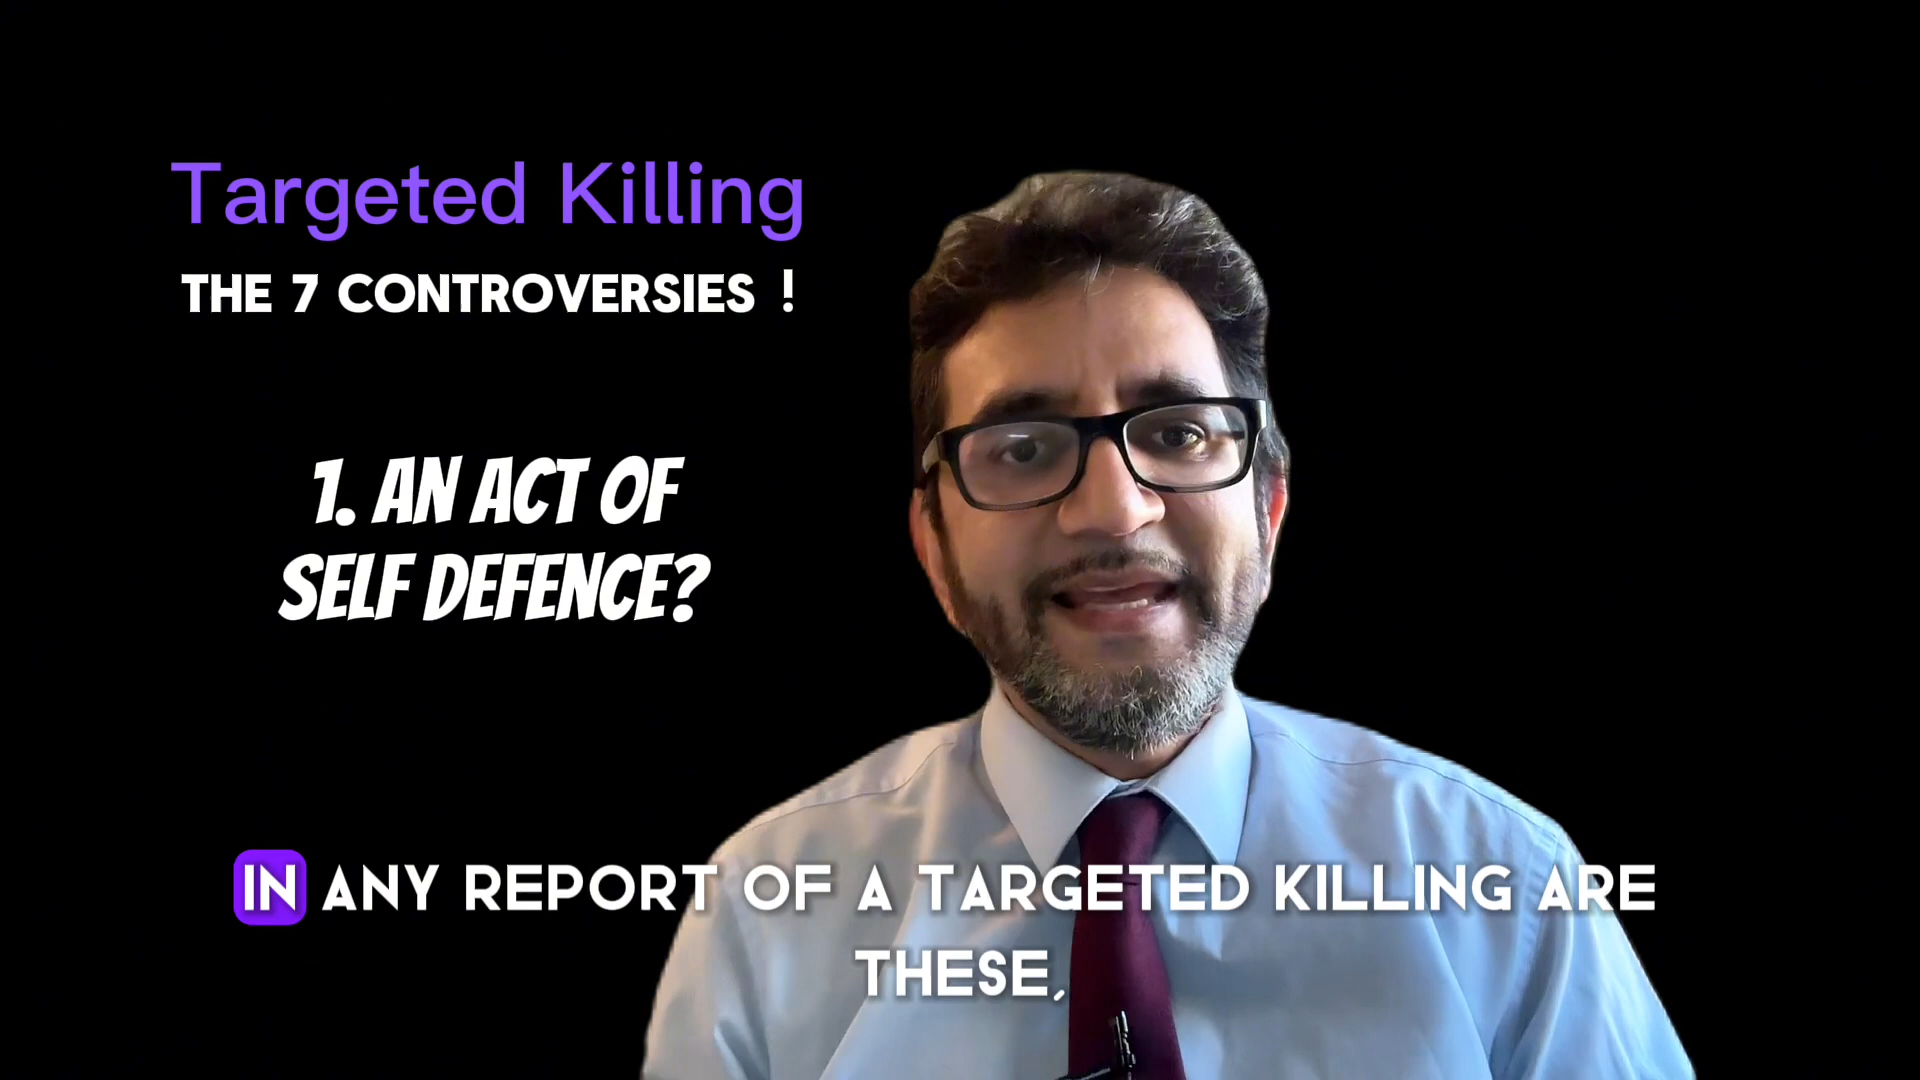 Targeted Killing
THE 7 CONTROVERSIES !
1. AN ACT OF
SELF DEFENCE?
IN ANY REPORT OF A TARGETED KILLING ARE
THESE,